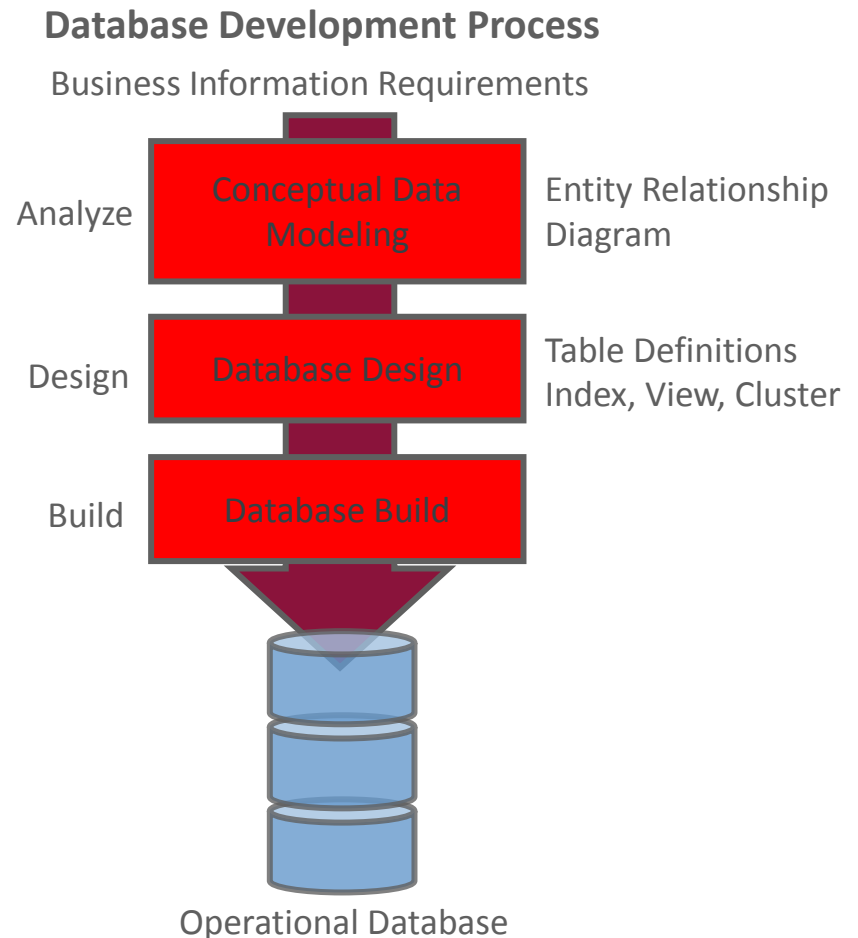 Database Development Process
Business Information Requirements
Analyze
Conceptual Data
Modeling
Entity Relationship
Diagram
Design
Database Design
Table Definitions
Index, View, Cluster
Build
Database Build
Operational Database